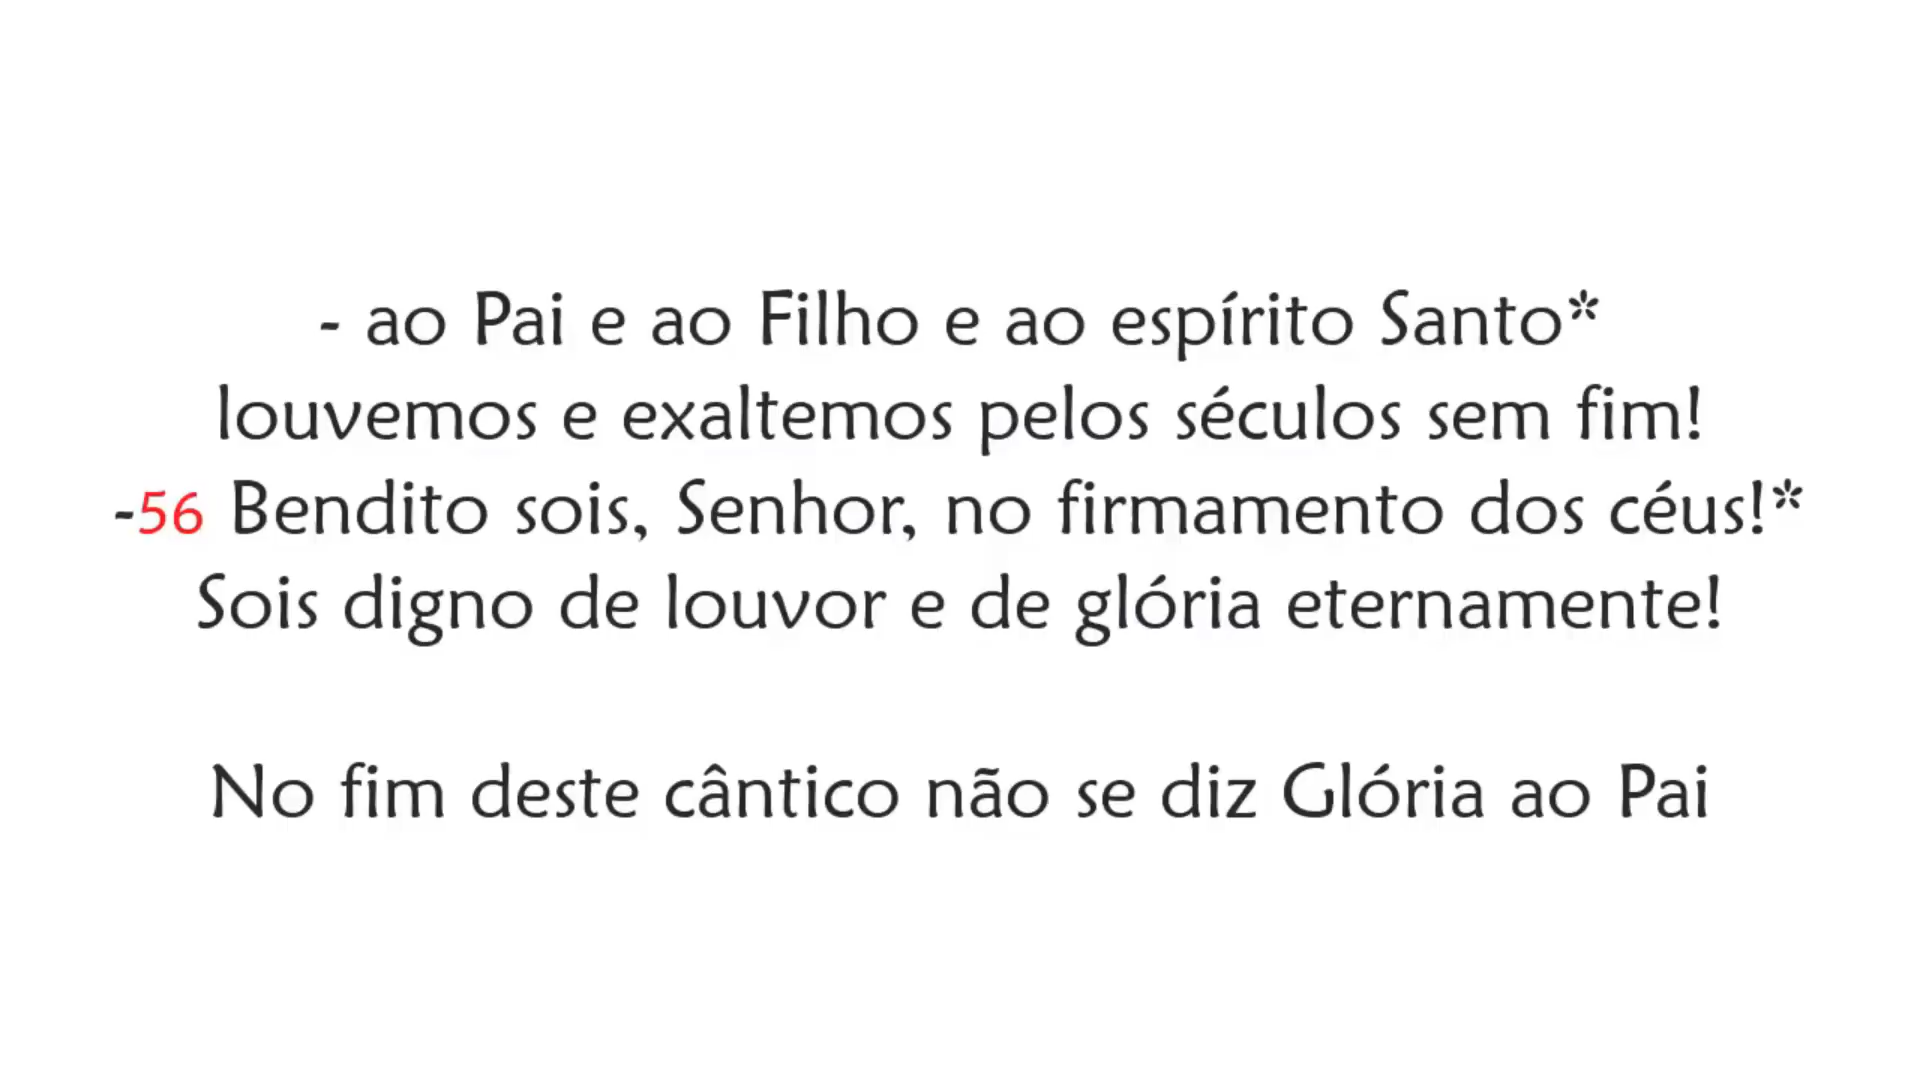 - ao Pai e ao Filho e ao espírito Santo*
louvemos e exaltemos pelos séculos sem fim!
-56 Bendito sois, Senhor, no firmamento dos céus!*
Sois digno de louvor e de glória eternamente!
No fim deste cântico não se diz Glória ao Pai